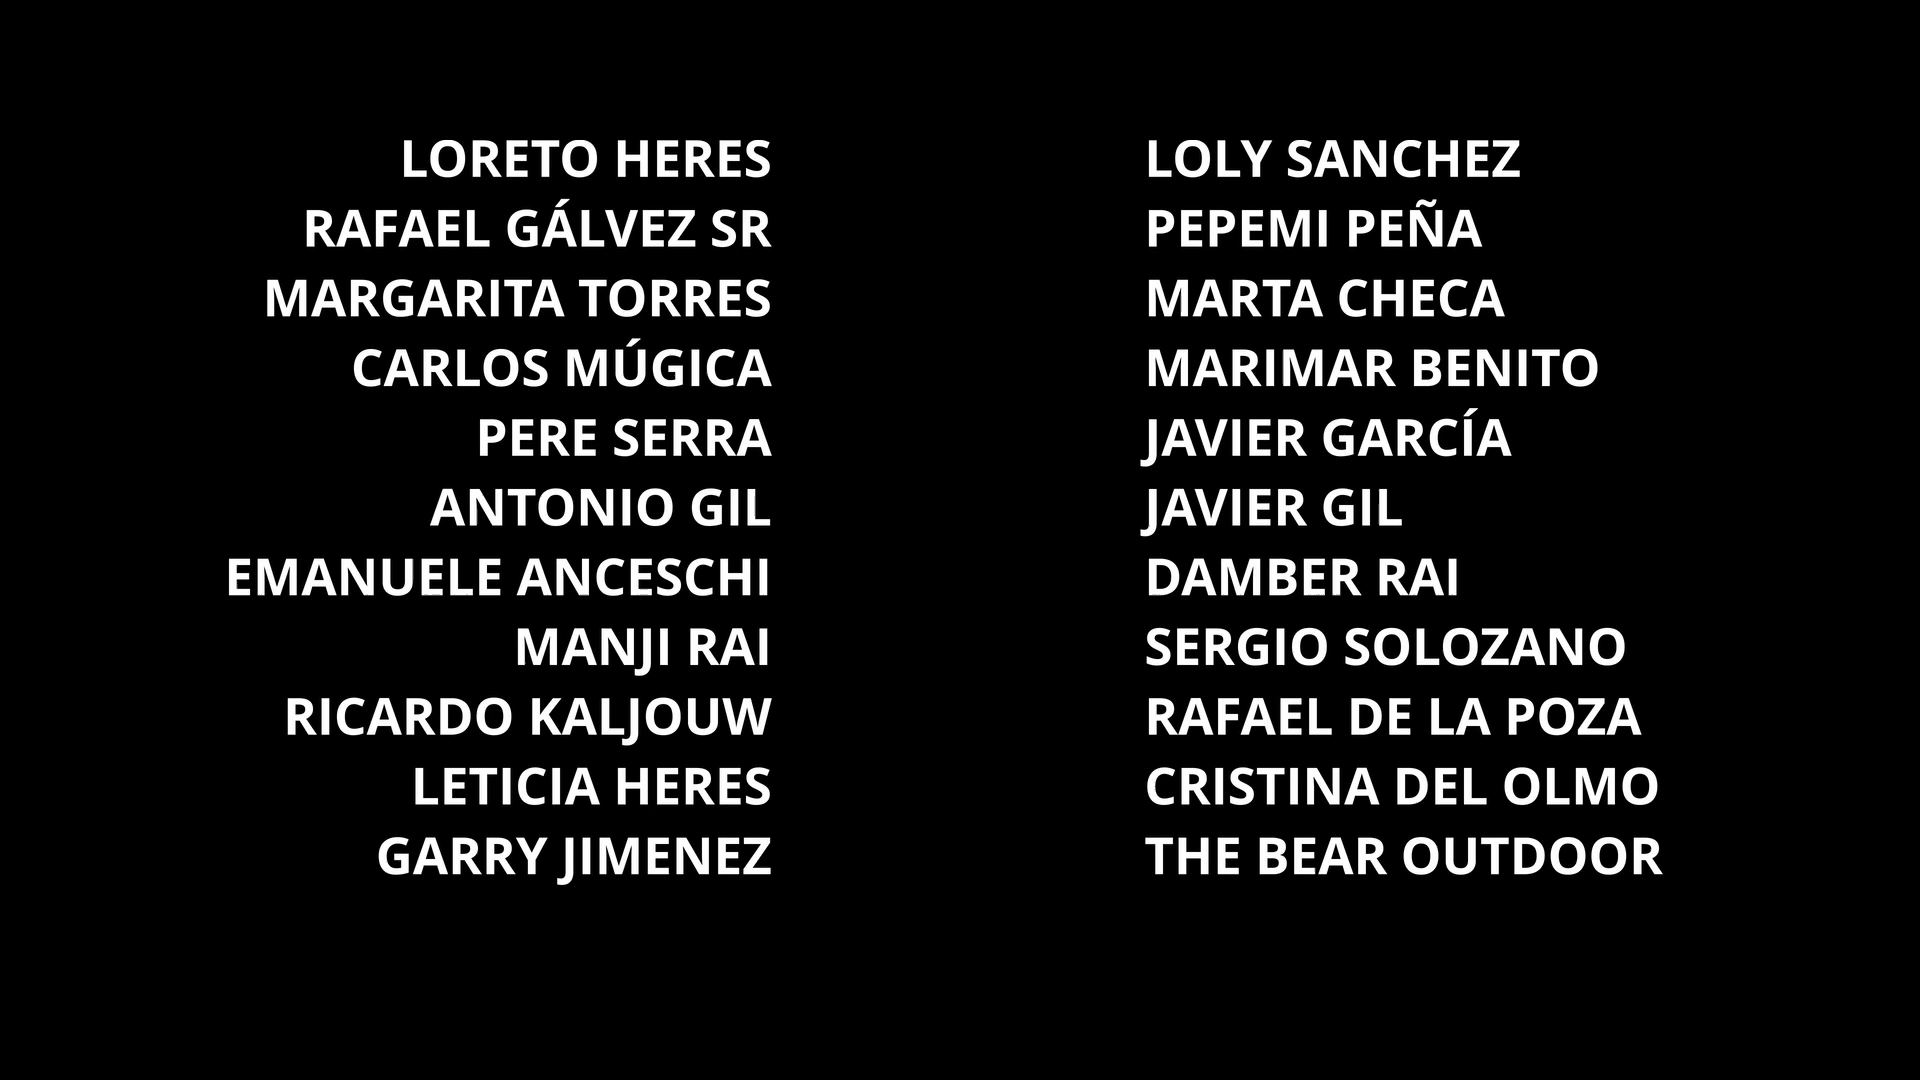 LORETO HERES
RAFAEL GÁLVEZ SR
MARGARITA TORRES
CARLOS MÚGICA
PERE SERRA
ANTONIO GIL
EMANUELE ANCESCHI
MANJI RAI
RICARDO KALJOUW
LETICIA HERES
GARRY JIMENEZ
LOLY SANCHEZ
PEPEMI PEÑA
MARTA CHECA
MARIMAR BENITO
JAVIER GARCÍA
JAVIER GIL
DAMBER RAI
SERGIO SOLOZANO
RAFAEL DE LA POZA
CRISTINA DEL OLMO
THE BEAR OUTDOOR